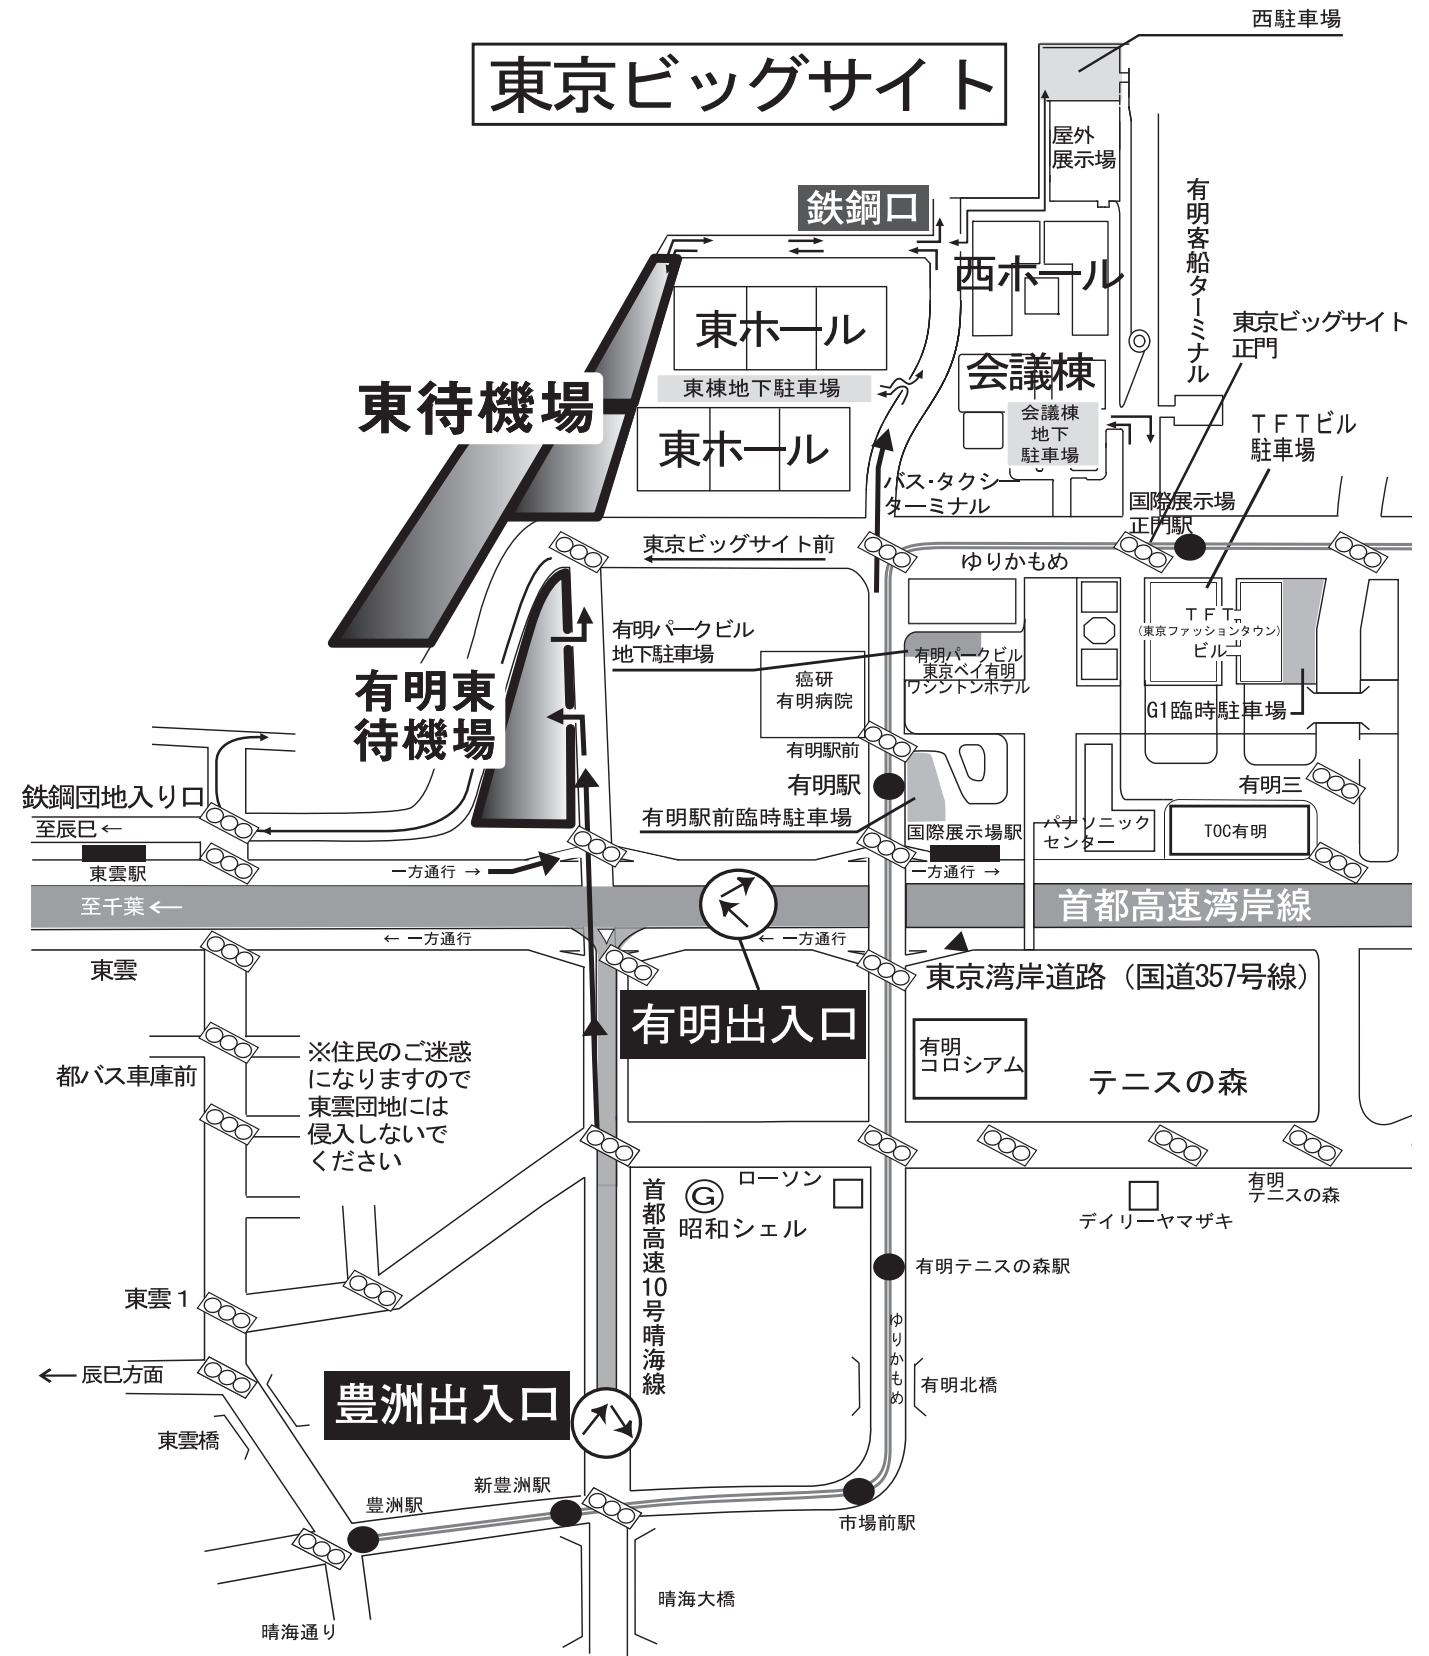 西駐車場
東京ビッグサイト
屋外
展示場
鉄鋼口
有明客船ターミナル
西ホール
東ホール
東京ビッグサイト
正門
会議棟
東棟地下駐車場
東待機場
会議棟
地下
駐車場
TFTビル
駐車場
東ホール
バス・タクシー
ターミナル
国際展示場
正門駅
東京ビッグサイト前
ゆりかもめ
有明パークビル
地下駐車場
TFT
(東京ファッションタウン)
ビル
有明パークビル
東京ベイ有明
ワシントンホテル
癌研
有明病院
有明東
待機場
G1臨時駐車場
有明駅前
有明駅
有明三
鉄鋼団地入り口
有明駅前臨時駐車場
至辰巳←
国際展示場駅
パナソニック
センター
TOC有明
東雲駅
一方通行→
一方通行→
至千葉←
首都高速湾岸線
←一方通行
←一方通行
東雲
東京湾岸道路(国道357号線)
有明出入口
有明
コロシアム
テニスの森
都バス車庫前
※住民のご迷惑
になりますので
東雲団地には
侵入しないで
ください
首都高速10号晴海線
G
ローソン
昭和シェル
有明
テニスの森
デイリーヤマザキ
有明テニスの森駅
東雲1
ゆりかもめ
←辰巳方面
有明北橋
豊洲出入口
東雲橋
新豊洲駅
豊洲駅
市場前駅
晴海大橋
晴海通り